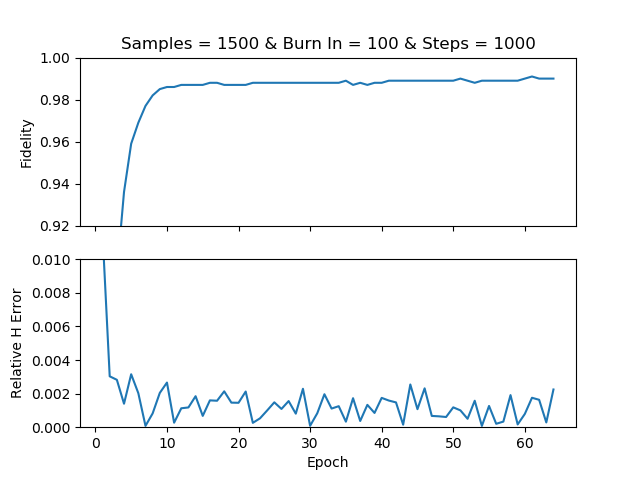 Samples = 1500 & Burn In = 100 & Steps = 1000
1.00
0.98
0.96
0.94
0.92
Fidelity
0.010
0.008
0.006
0.004
0.002
0.000
Relative H Error
0 10 20 30 40 50 60
Epoch